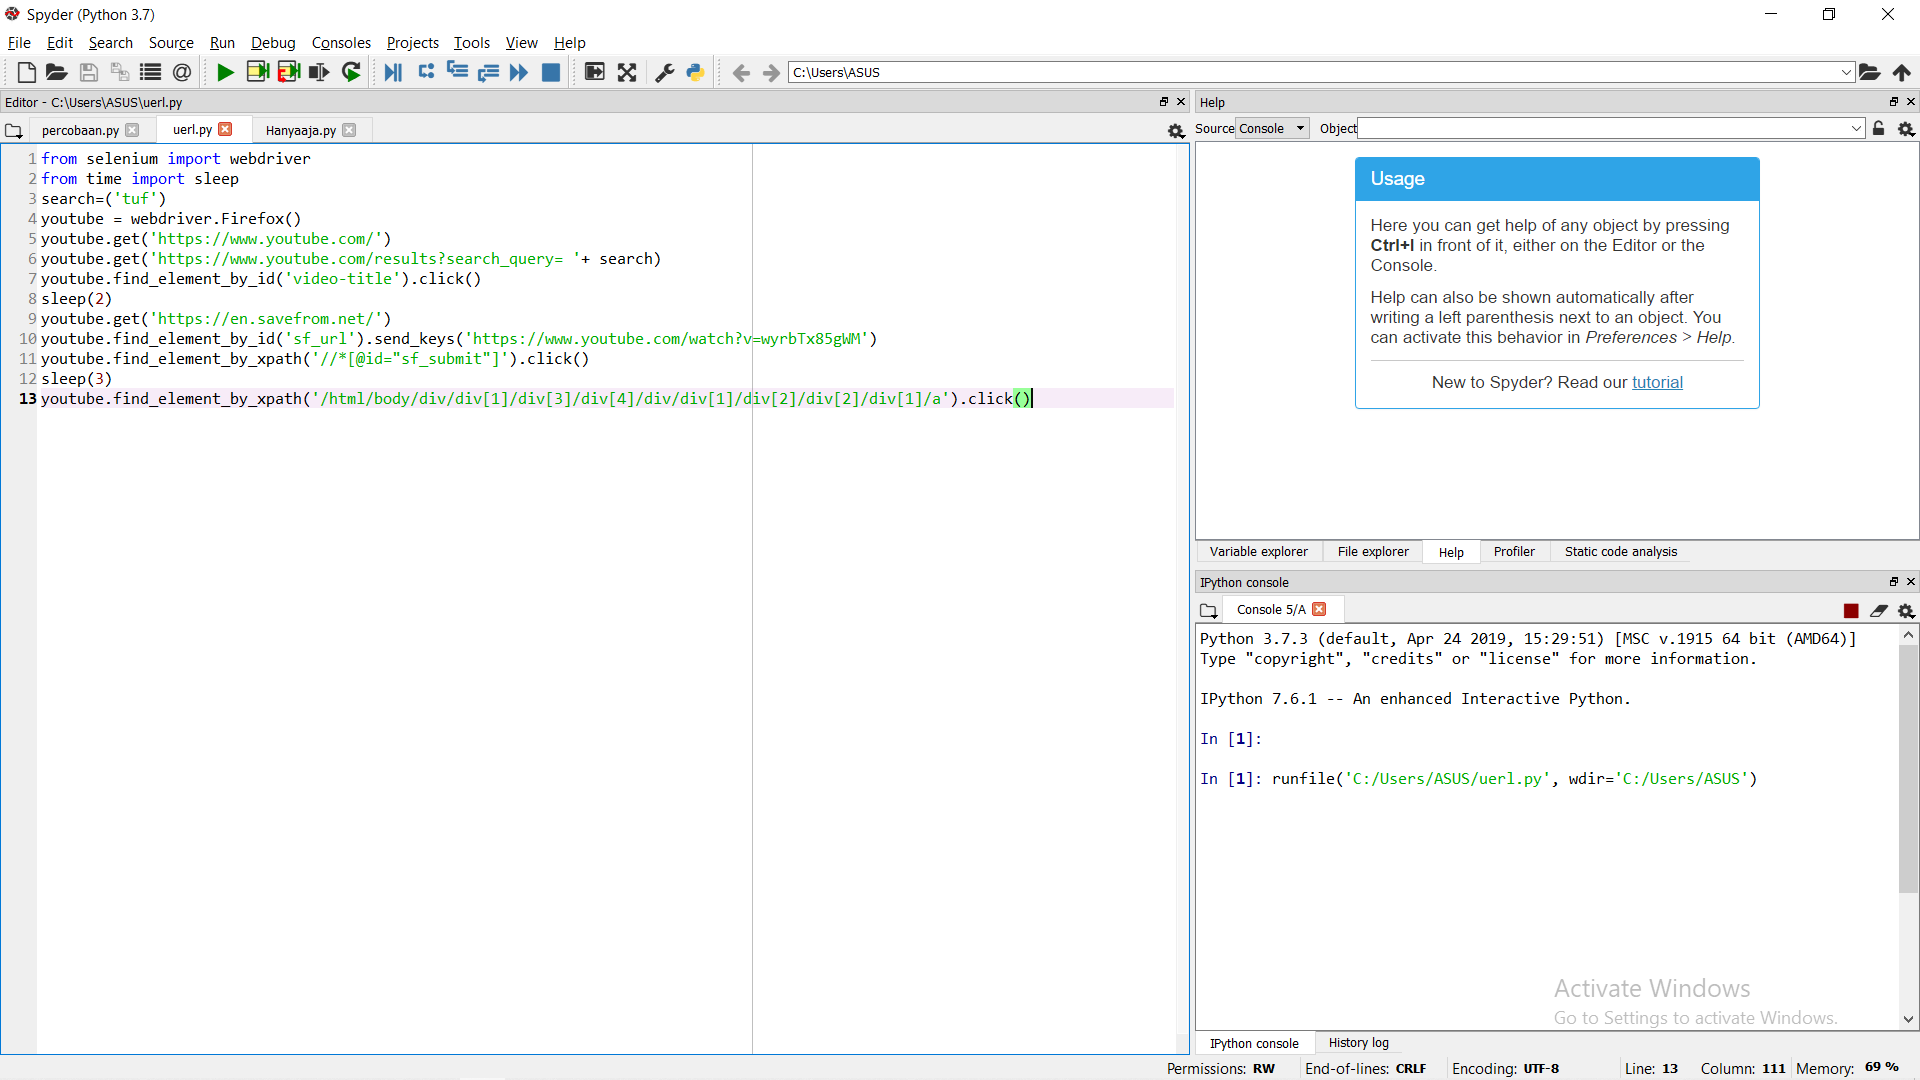 Spyder (Python 3.7)
File Edit Search Source Run Debug Consoles Projects Tools View Help
C:\Users\ASUS
Editor - C:\Users\ASUS\uerl.py
percobaan.py uerl.py Hanyaaja.py
1 from selenium import webdriver
2 from time import sleep
3 search=('tuf')
4 youtube = webdriver.Firefox()
5 youtube.get('https://www.youtube.com/')
6 youtube.get('https://www.youtube.com/results?search_query= '+ search)
7 youtube.find_element_by_id('video-title').click()
8 sleep(2)
9 youtube.get('https://en.savefrom.net/')
10 youtube.find_element_by_id('sf_url').send_keys('https://www.youtube.com/watch?v=wyrbTx85gWM')
11 youtube.find_element_by_xpath('//*[@id="sf_submit"]').click()
12 sleep(3)
13 youtube.find_element_by_xpath('/html/body/div/div[1]/div[3]/div[4]/div/div[1]/div[2]/div[2]/div[1]/a').click()
Help
Source Console Object
Usage
Here you can get help of any object by pressing
Ctrl+I in front of it, either on the Editor or the
Console.
Help can also be shown automatically after
writing a left parenthesis next to an object. You
can activate this behavior in Preferences > Help.
New to Spyder? Read our tutorial
Variable explorer File explorer Help Profiler Static code analysis
IPython console
Console 5/A
Python 3.7.3 (default, Apr 24 2019, 15:29:51) [MSC v.1915 64 bit (AMD64)]
Type "copyright", "credits" or "license" for more information.
IPython 7.6.1 -- An enhanced Interactive Python.
In [1]:
In [1]: runfile('C:/Users/ASUS/uerl.py', wdir='C:/Users/ASUS')
Activate Windows
Go to Settings to activate Windows.
IPython console History log
Permissions: RW End-of-lines: CRLF Encoding: UTF-8 Line: 13 Column: 111 Memory: 69 %